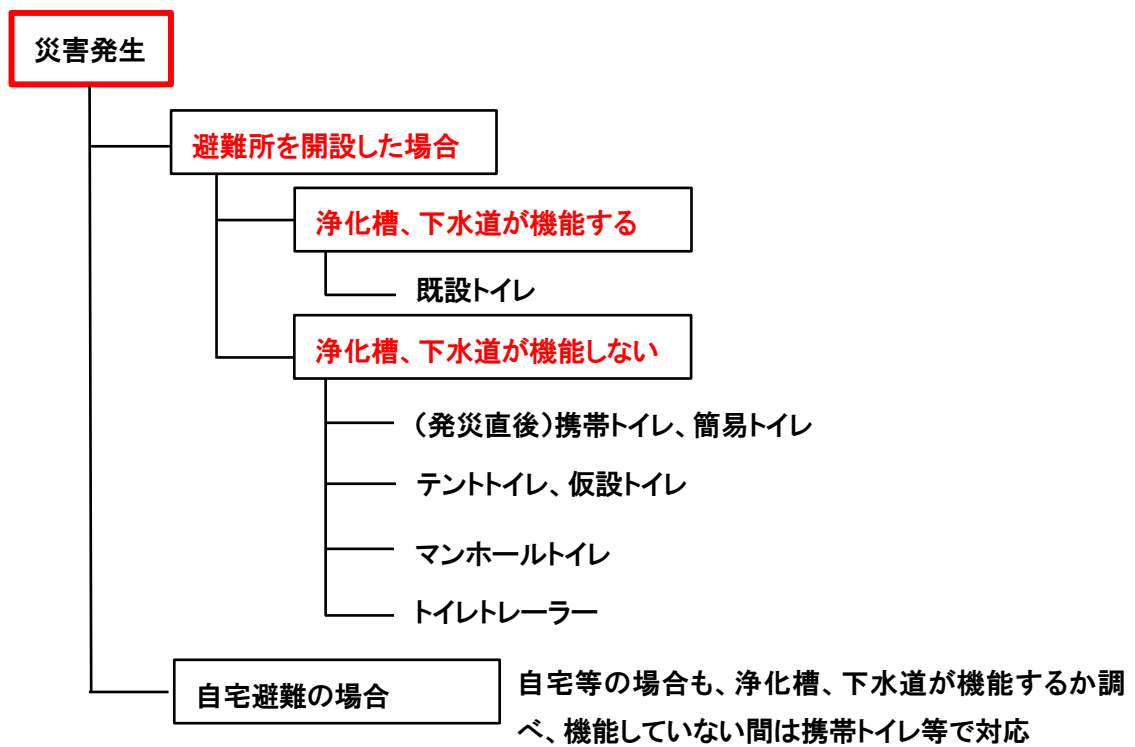 災害発生
避難所を開設した場合
浄化槽、下水道が機能する
既設トイレ
浄化槽、下水道が機能しない
（発災直後）携帯トイレ、簡易トイレ
テントトイレ、仮設トイレ
マンホールトイレ
トイレトレーラー
自宅避難の場合
自宅等の場合も、浄化槽、下水道が機能するか調
べ、機能していない間は携帯トイレ等で対応